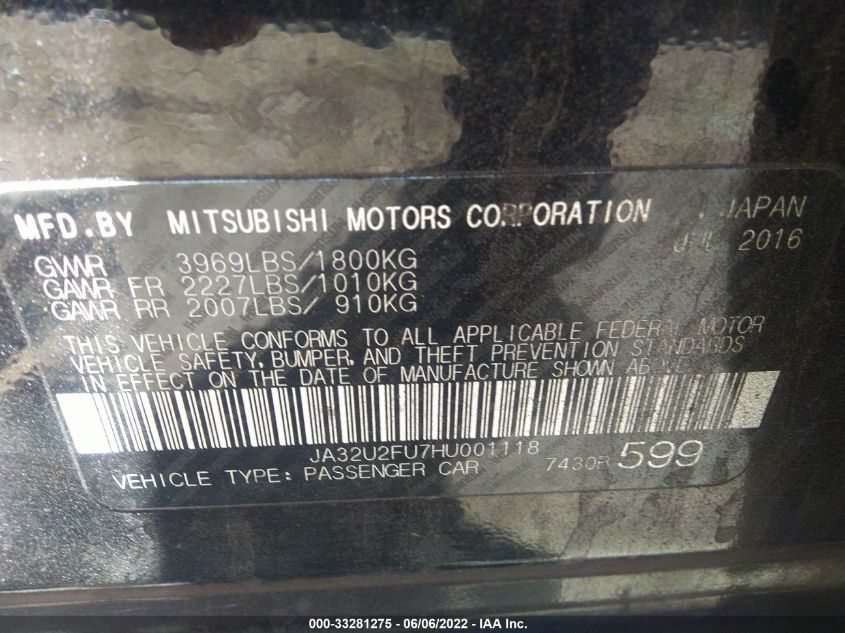 MFD.BY MITSUBISHI MOTORS CORPORATION , JAPAN
GVWR 3969LBS/1800KG JUL 2016
GAWR FR 2227LBS/1010KG
GAWR RR 2007LBS/ 910KG
THIS VEHICLE CONFORMS TO ALL APPLICABLE FEDERAL MOTOR
VEHICLE SAFETY, BUMPER, AND THEFT PREVENTION STANDARDS
IN EFFECT ON THE DATE OF MANUFACTURE SHOWN ABOVE.
JA32U2FU7HU001118
VEHICLE TYPE: PASSENGER CAR 7430R 599
000-33281275 - 06/06/2022 - IAA Inc.